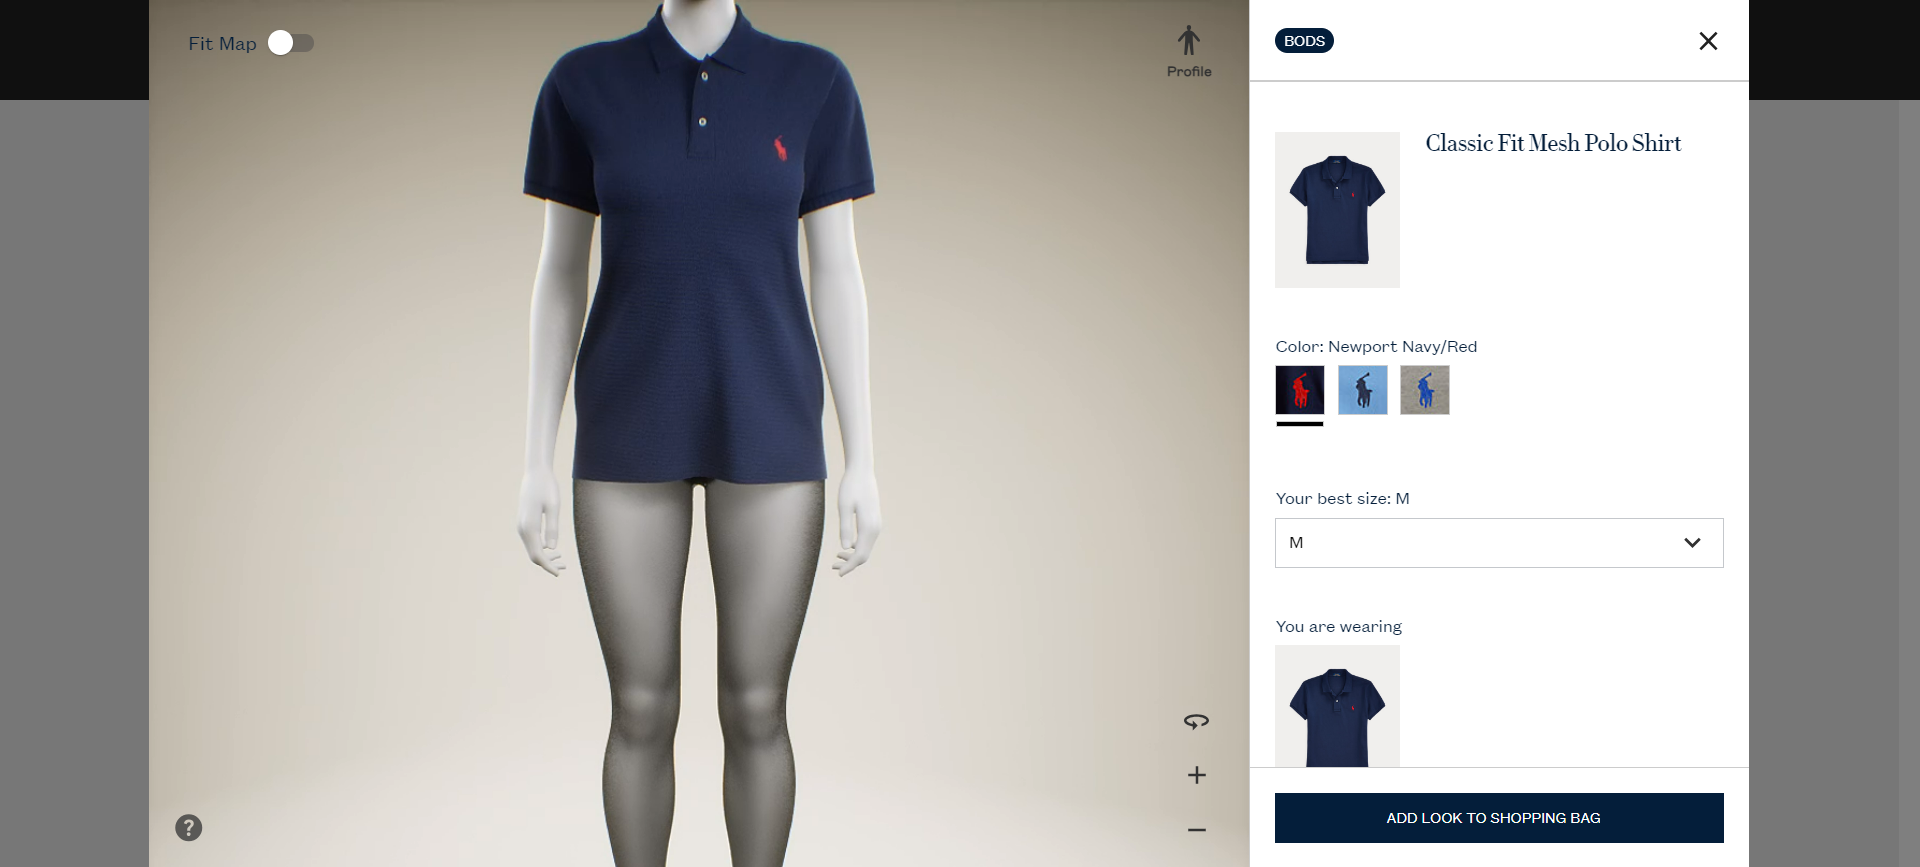 Fit Map
Profile
?
BODS
Classic Fit Mesh Polo Shirt
Color: Newport Navy/Red
Your best size: M
M
You are wearing
ADD LOOK TO SHOPPING BAG